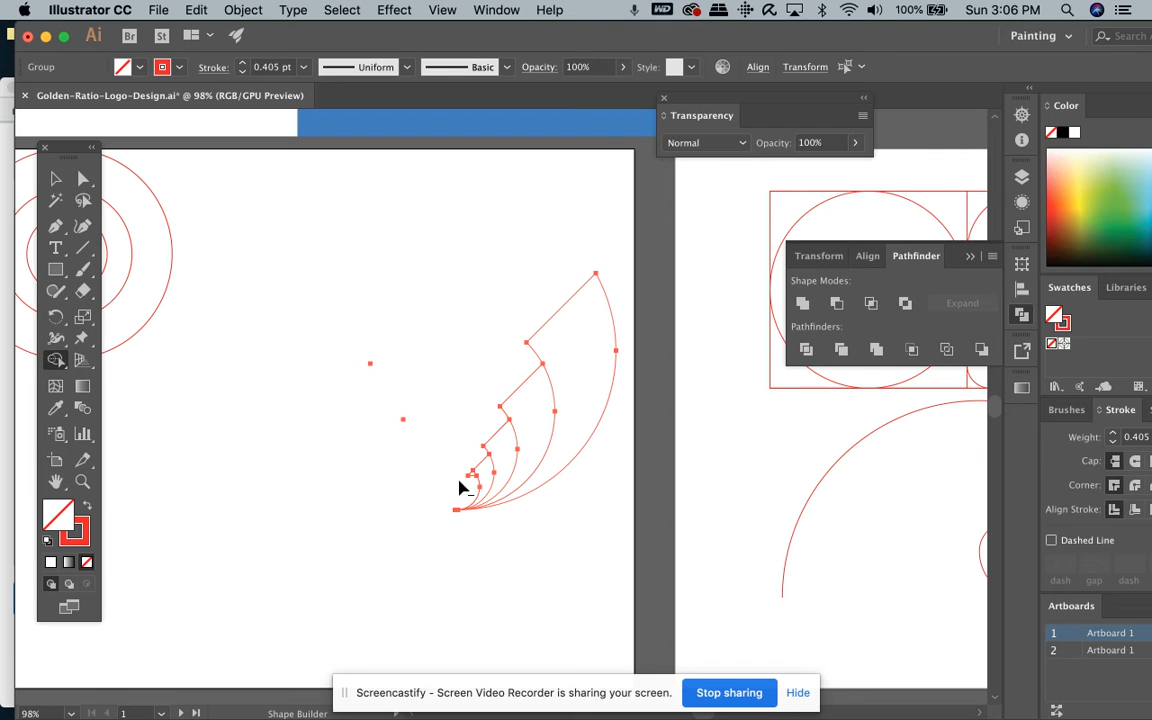 Illustrator CC File Edit Object Type Select Effect View Window Help 100% Sun 3:06 PM
Ai Br St Painting Search A
Group Stroke: 0.405 pt Uniform Basic Opacity: 100% Style: Align Transform
Golden-Ratio-Logo-Design.ai* @ 98% (RGB/GPU Preview)
Transparency
Normal Opacity: 100%
Color
Transform Align Pathfinder
Shape Modes:
Expand
Pathfinders:
Swatches Libraries
Brushes Stroke
Weight: 0.405
Cap:
Corner:
Align Stroke:
Dashed Line
dash gap dash
Artboards
1 Artboard 1
2 Artboard 1
Screencastify - Screen Video Recorder is sharing your screen. Stop sharing Hide
98% 1 Shape Builder